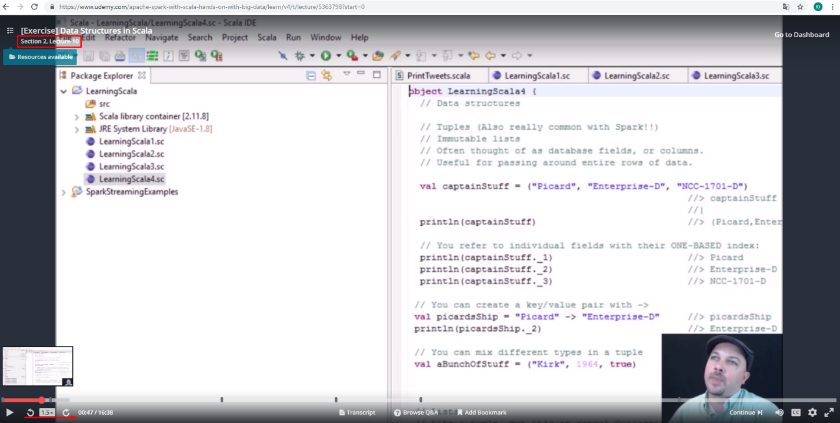 https://www.udemy.com/apache-spark-with-scala-hands-on-with-big-data/learn/v4/t/lecture/5363798?start=0
Scala - LearningScala/LearningScala4.sc - Scala IDE
[Exercise] Data Structures in Scala
Go to Dashboard
Edit Refactor Navigate Search Project Scala Run Window Help
Section 2, Lecture 10
Resources available
Package Explorer
PrintTweets.scala LearningScala1.sc LearningScala2.sc LearningScala3.sc
LearningScala
src
Scala library container [2.11.8]
JRE System Library [JavaSE-1.8]
LearningScala1.sc
LearningScala2.sc
LearningScala3.sc
LearningScala4.sc
SparkStreamingExamples
object LearningScala4 {
// Data structures
// Tuples (Also really common with Spark!!)
// Immutable lists
// Often thought of as database fields, or columns.
// Useful for passing around entire rows of data.
val captainStuff = ("Picard", "Enterprise-D", "NCC-1701-D")
//> captainStuff
//|
println(captainStuff) //> (Picard,Enter
// You refer to individual fields with their ONE-BASED index:
println(captainStuff._1) //> Picard
println(captainStuff._2) //> Enterprise-D
println(captainStuff._3) //> NCC-1701-D
// You can create a key/value pair with ->
val picardsShip = "Picard" -> "Enterprise-D" //> picardsShip
println(picardsShip._2) //> Enterprise-D
// You can mix different types in a tuple
val aBunchOfStuff = ("Kirk", 1964, true)
1.5×
00:47 / 16:38
Transcript
Browse Q&A
Add Bookmark
Continue